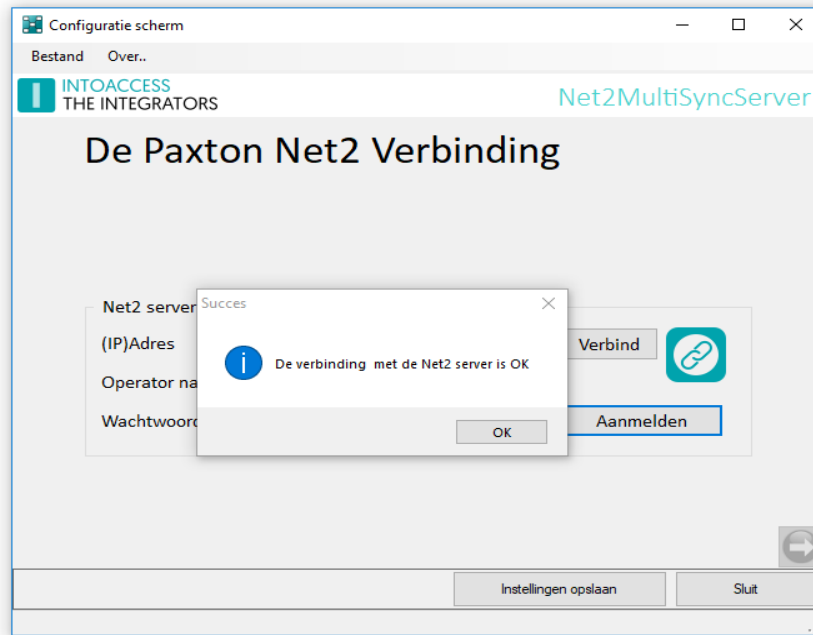 Configuratie scherm
Bestand Over..
INTOACCESS
THE INTEGRATORS
Net2MultiSyncServer
De Paxton Net2 Verbinding
Net2 server
Succes
(IP)Adres
Verbind
De verbinding met de Net2 server is OK
Operator
Wachtwoord
OK
Aanmelden
Instellingen opslaan
Sluit